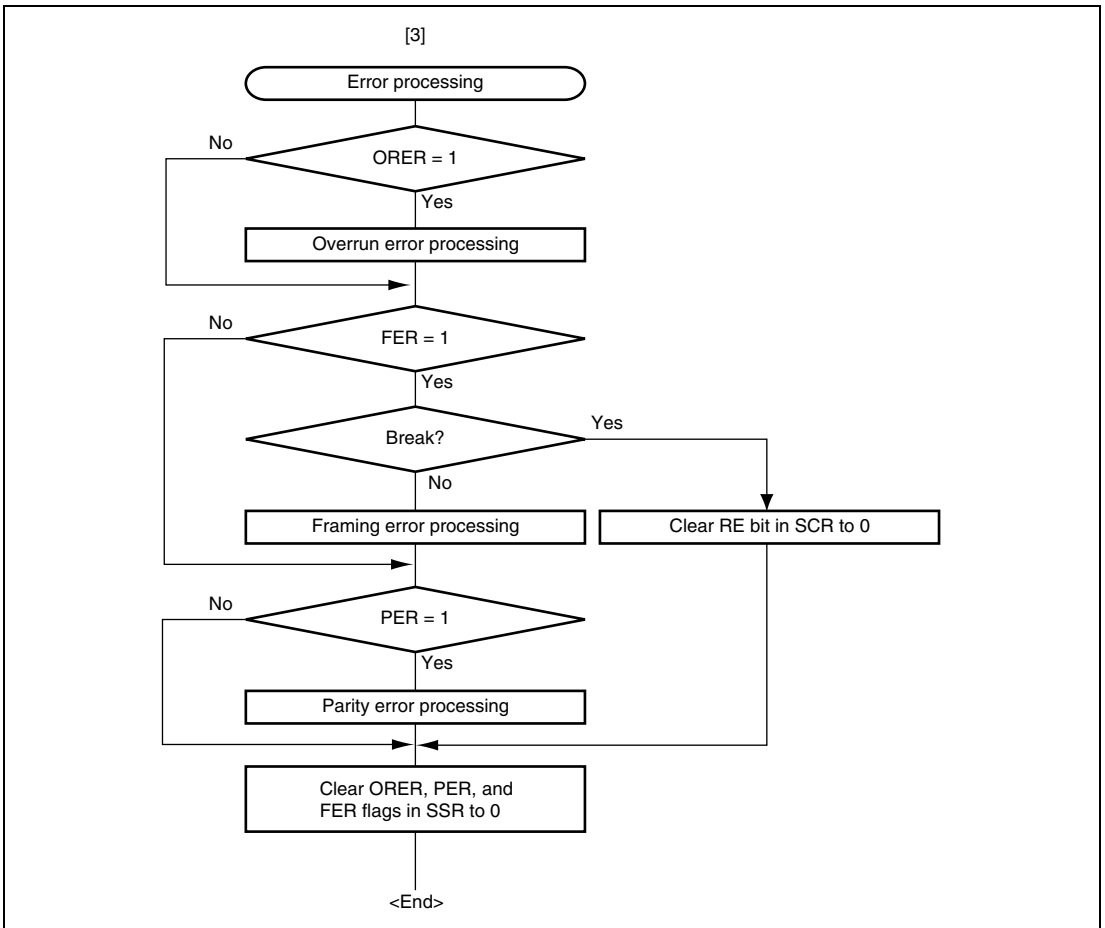 [3]
Error processing
No
ORER = 1
Yes
Overrun error processing
No
FER = 1
Yes
Break?
Yes
No
Framing error processing
Clear RE bit in SCR to 0
No
PER = 1
Yes
Parity error processing
Clear ORER, PER, and
FER flags in SSR to 0
<End>